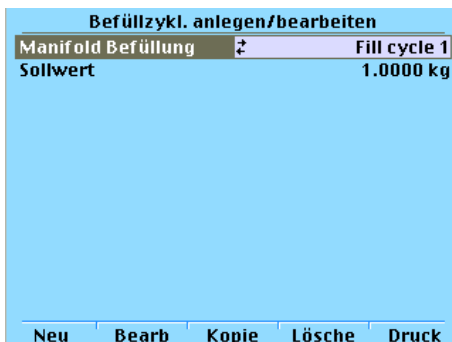 Befüllzykl. anlegen/bearbeiten
Manifold Befüllung Fill cycle 1
Sollwert 1.0000 kg
Neu Bearb Kopie Lösche Druck